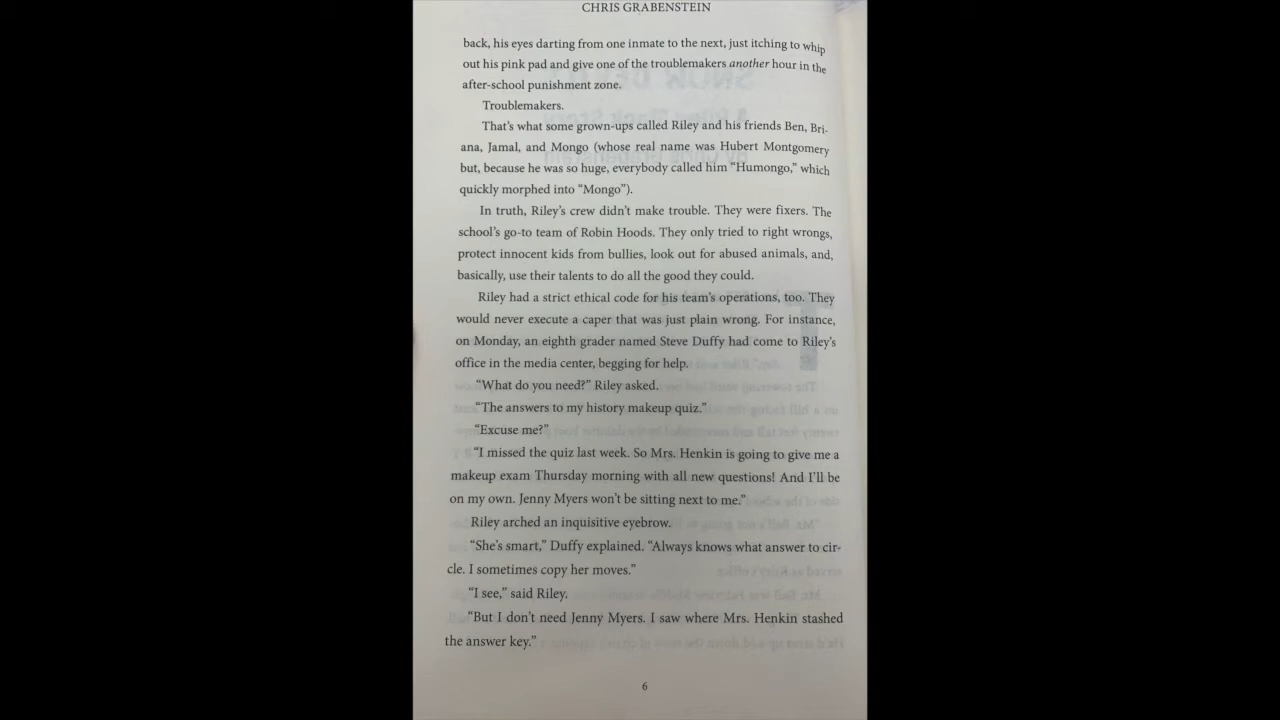 CHRIS GRABENSTEIN
back, his eyes darting from one inmate to the next, just itching to whip
out his pink pad and give one of the troublemakers another hour in the
after-school punishment zone.
Troublemakers.
That’s what some grown-ups called Riley and his friends Ben, Bri-
ana, Jamal, and Mongo (whose real name was Hubert Montgomery
but, because he was so huge, everybody called him “Humongo,” which
quickly morphed into “Mongo”).
In truth, Riley’s crew didn’t make trouble. They were fixers. The
school’s go-to team of Robin Hoods. They only tried to right wrongs,
protect innocent kids from bullies, look out for abused animals, and,
basically, use their talents to do all the good they could.
Riley had a strict ethical code for his team’s operations, too. They
would never execute a caper that was just plain wrong. For instance,
on Monday, an eighth grader named Steve Duffy had come to Riley’s
office in the media center, begging for help.
“What do you need?” Riley asked.
“The answers to my history makeup quiz.”
“Excuse me?”
“I missed the quiz last week. So Mrs. Henkin is going to give me a
makeup exam Thursday morning with all new questions! And I’ll be
on my own. Jenny Myers won’t be sitting next to me.”
Riley arched an inquisitive eyebrow.
“She’s smart,” Duffy explained. “Always knows what answer to cir-
cle. I sometimes copy her moves.”
“I see,” said Riley.
“But I don’t need Jenny Myers. I saw where Mrs. Henkin stashed
the answer key.”
6